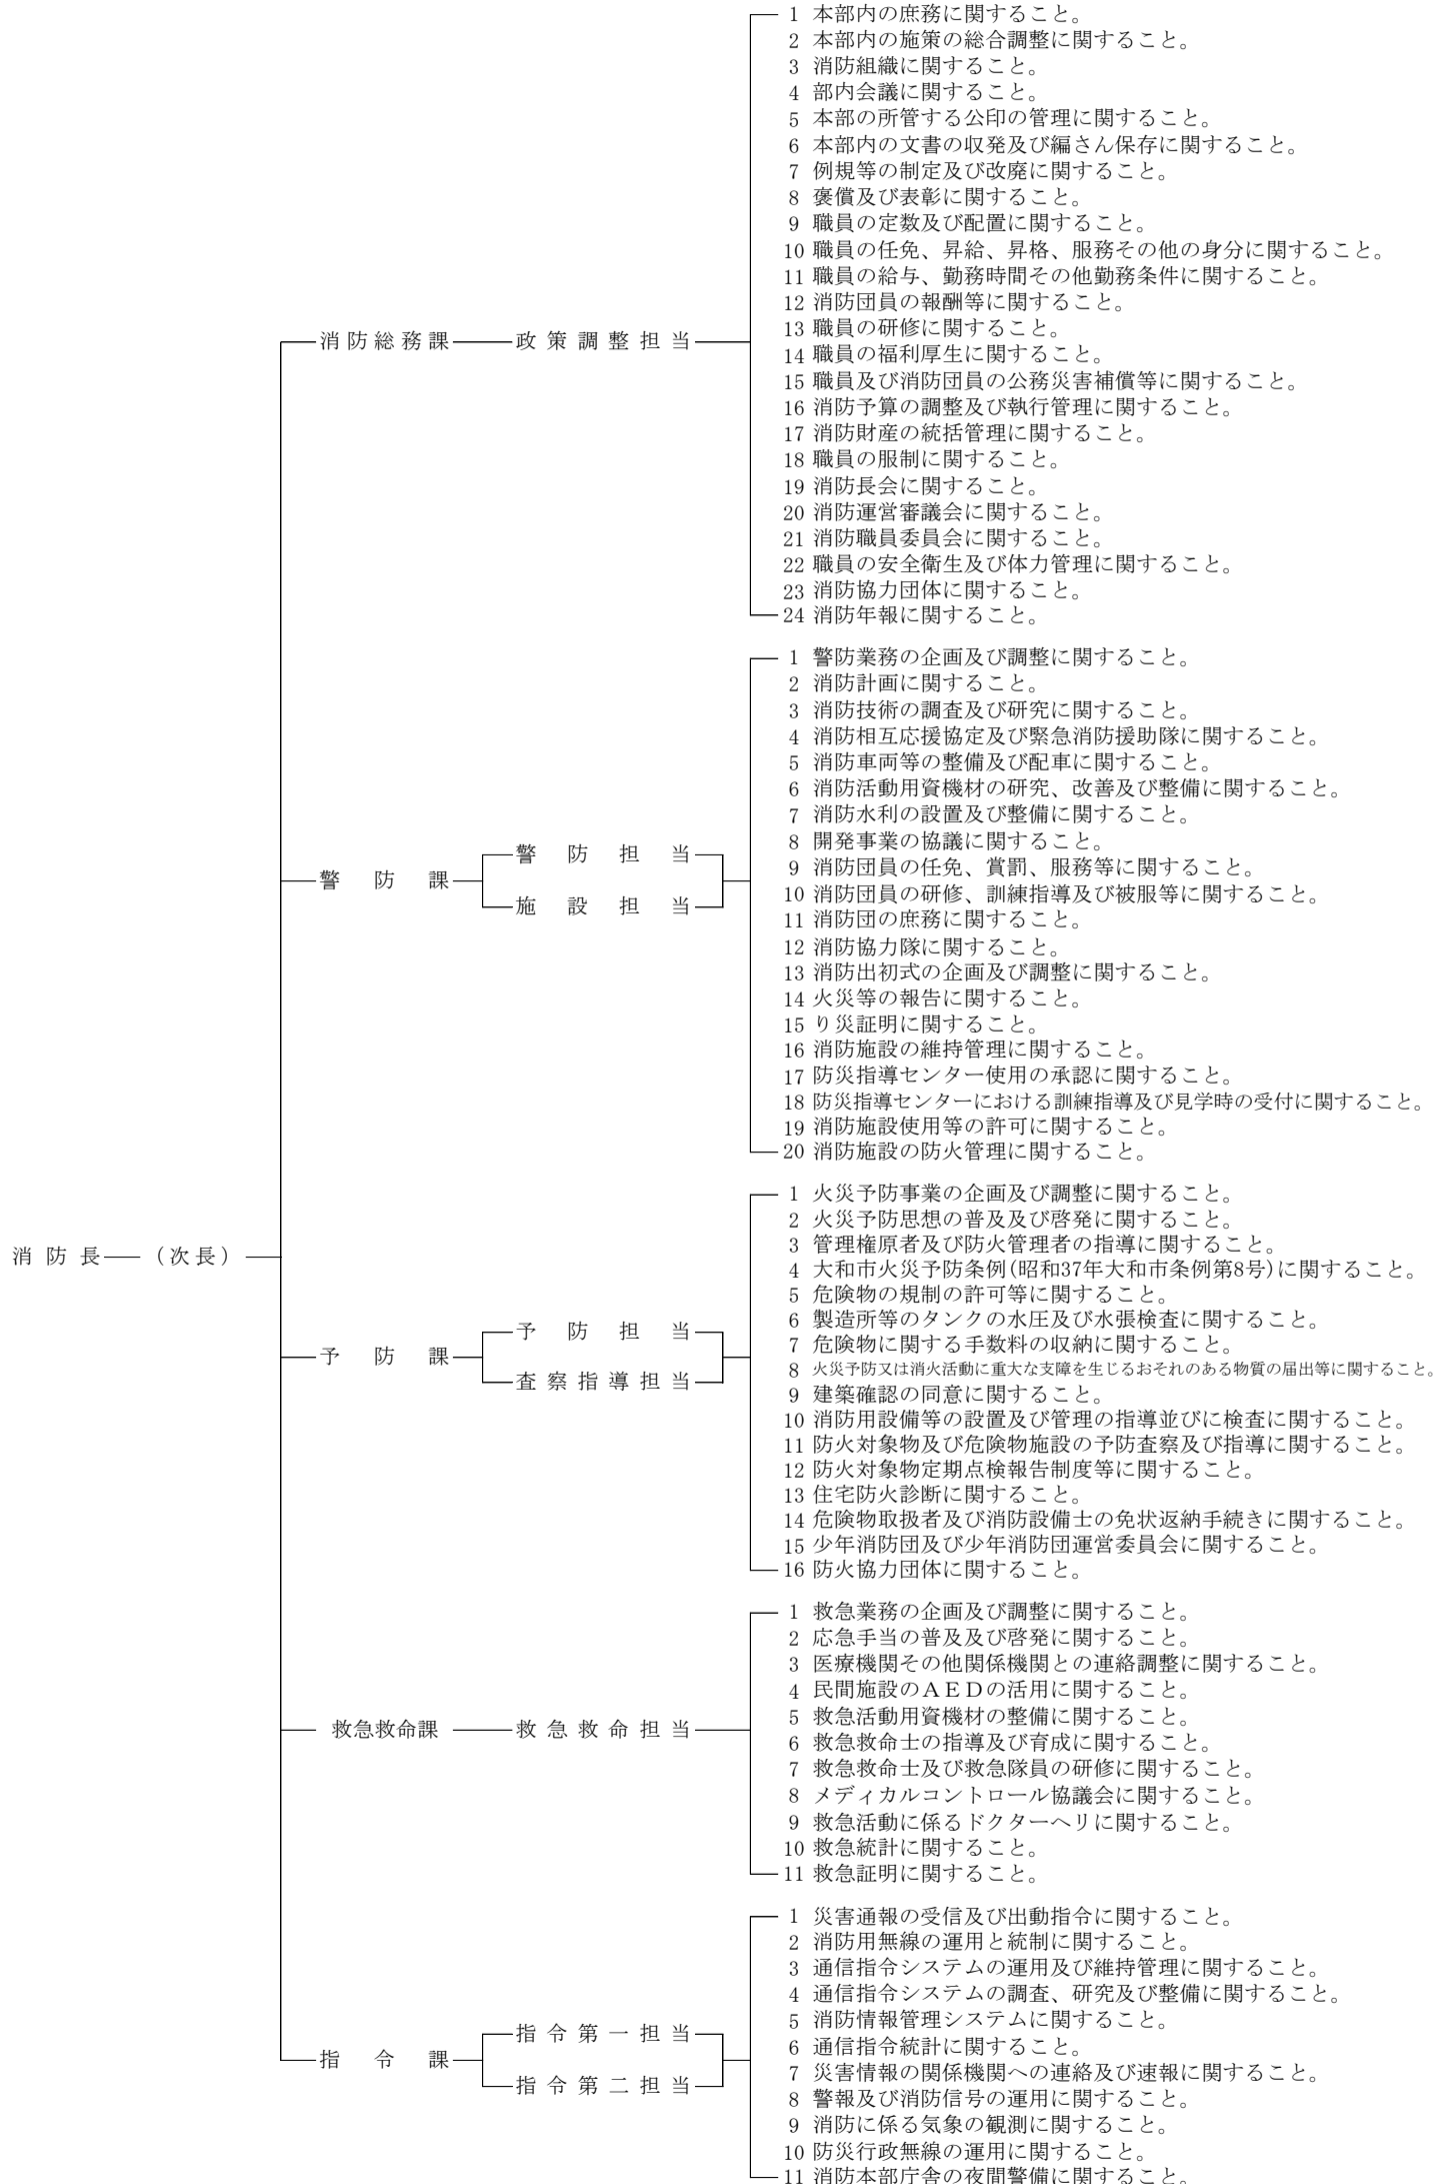 消防長
（次長）
消防総務課
政策調整担当
1 本部内の庶務に関すること。
2 本部内の施策の総合調整に関すること。
3 消防組織に関すること。
4 部内会議に関すること。
5 本部の所管する公印の管理に関すること。
6 本部内の文書の収発及び編さん保存に関すること。
7 例規等の制定及び改廃に関すること。
8 褒償及び表彰に関すること。
9 職員の定数及び配置に関すること。
10 職員の任免、昇給、昇格、服務その他の身分に関すること。
11 職員の給与、勤務時間その他勤務条件に関すること。
12 消防団員の報酬等に関すること。
13 職員の研修に関すること。
14 職員の福利厚生に関すること。
15 職員及び消防団員の公務災害補償等に関すること。
16 消防予算の調整及び執行管理に関すること。
17 消防財産の統括管理に関すること。
18 職員の服制に関すること。
19 消防長会に関すること。
20 消防運営審議会に関すること。
21 消防職員委員会に関すること。
22 職員の安全衛生及び体力管理に関すること。
23 消防協力団体に関すること。
24 消防年報に関すること。
警防課
警防担当
施設担当
1 警防業務の企画及び調整に関すること。
2 消防計画に関すること。
3 消防技術の調査及び研究に関すること。
4 消防相互応援協定及び緊急消防援助隊に関すること。
5 消防車両等の整備及び配車に関すること。
6 消防活動用資機材の研究、改善及び整備に関すること。
7 消防水利の設置及び整備に関すること。
8 開発事業の協議に関すること。
9 消防団員の任免、賞罰、服務等に関すること。
10 消防団員の研修、訓練指導及び被服等に関すること。
11 消防団の庶務に関すること。
12 消防協力隊に関すること。
13 消防出初式の企画及び調整に関すること。
14 火災等の報告に関すること。
15 り災証明に関すること。
16 消防施設の維持管理に関すること。
17 防災指導センター使用の承認に関すること。
18 防災指導センターにおける訓練指導及び見学時の受付に関すること。
19 消防施設使用等の許可に関すること。
20 消防施設の防火管理に関すること。
予防課
予防担当
査察指導担当
1 火災予防事業の企画及び調整に関すること。
2 火災予防思想の普及及び啓発に関すること。
3 管理権原者及び防火管理者の指導に関すること。
4 大和市火災予防条例(昭和37年大和市条例第8号)に関すること。
5 危険物の規制の許可等に関すること。
6 製造所等のタンクの水圧及び水張検査に関すること。
7 危険物に関する手数料の収納に関すること。
8 火災予防又は消火活動に重大な支障を生じるおそれのある物質の届出等に関すること。
9 建築確認の同意に関すること。
10 消防用設備等の設置及び管理の指導並びに検査に関すること。
11 防火対象物及び危険物施設の予防査察及び指導に関すること。
12 防火対象物定期点検報告制度等に関すること。
13 住宅防火診断に関すること。
14 危険物取扱者及び消防設備士の免状返納手続きに関すること。
15 少年消防団及び少年消防団運営委員会に関すること。
16 防火協力団体に関すること。
救急救命課
救急救命担当
1 救急業務の企画及び調整に関すること。
2 応急手当の普及及び啓発に関すること。
3 医療機関その他関係機関との連絡調整に関すること。
4 民間施設のＡＥＤの活用に関すること。
5 救急活動用資機材の整備に関すること。
6 救急救命士の指導及び育成に関すること。
7 救急救命士及び救急隊員の研修に関すること。
8 メディカルコントロール協議会に関すること。
9 救急活動に係るドクターヘリに関すること。
10 救急統計に関すること。
11 救急証明に関すること。
指令課
指令第一担当
指令第二担当
1 災害通報の受信及び出動指令に関すること。
2 消防用無線の運用と統制に関すること。
3 通信指令システムの運用及び維持管理に関すること。
4 通信指令システムの調査、研究及び整備に関すること。
5 消防情報管理システムに関すること。
6 通信指令統計に関すること。
7 災害情報の関係機関への連絡及び速報に関すること。
8 警報及び消防信号の運用に関すること。
9 消防に係る気象の観測に関すること。
10 防災行政無線の運用に関すること。
11 消防本部庁舎の夜間警備に関すること。